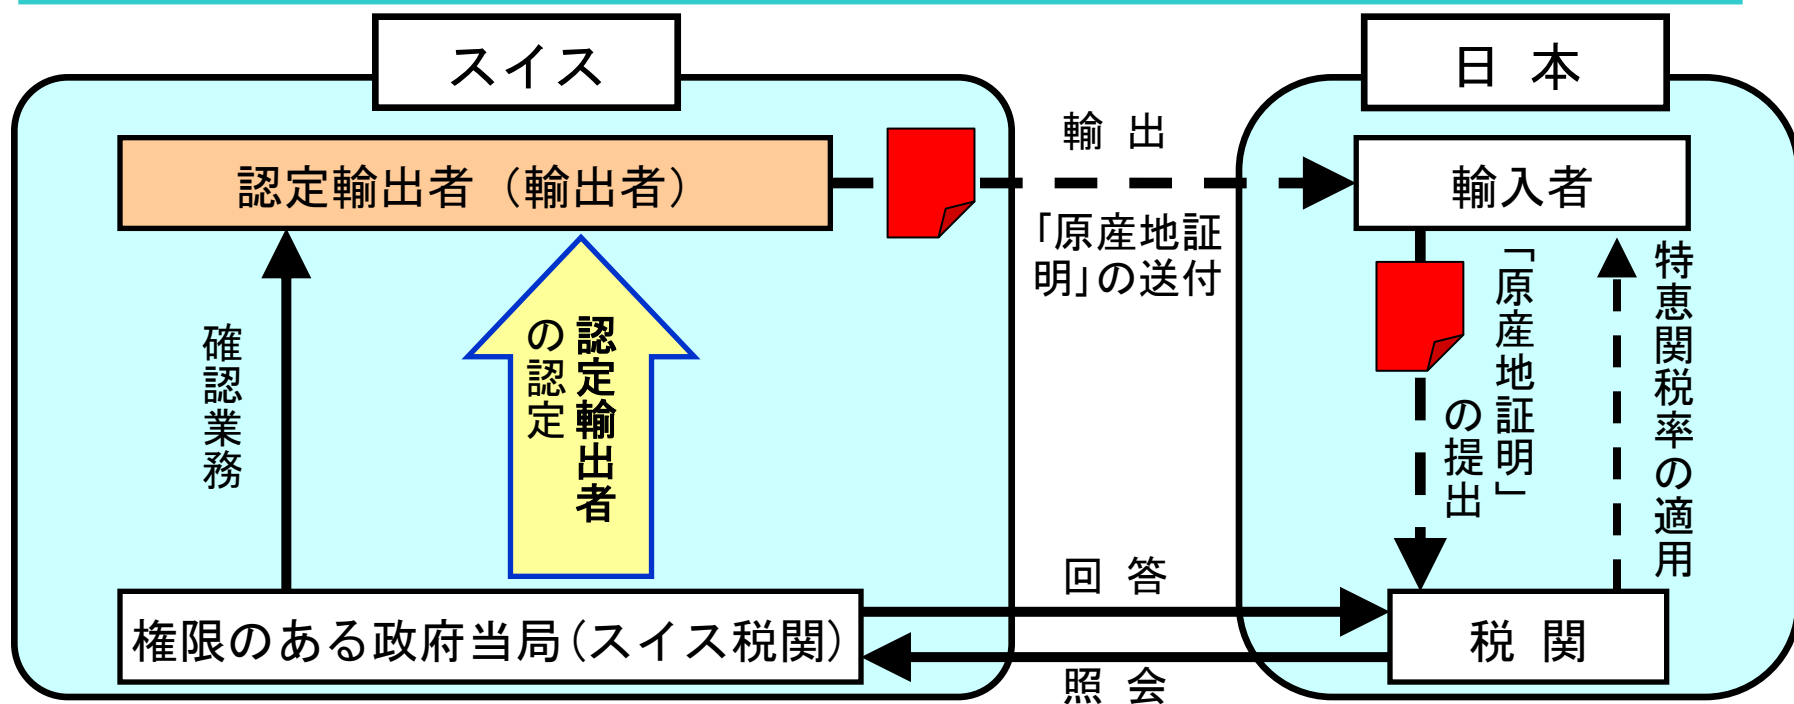 スイス
日 本
認定輸出者（輸出者）
輸 出
「原産地証
明」の送付
輸入者
確認業務
認定輸出者
の認定
「原産地証明」
の提出
特恵関税率の適用
権限のある政府当局(スイス税関)
回 答
照 会
税 関